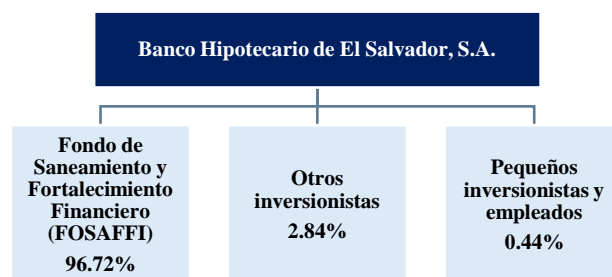 Banco Hipotecario de El Salvador, S.A.
Fondo de
Saneamiento y
Fortalecimiento
Financiero
(FOSAFFI)
96.72%
Otros
inversionistas
2.84%
Pequeños
inversionistas y
empleados
0.44%